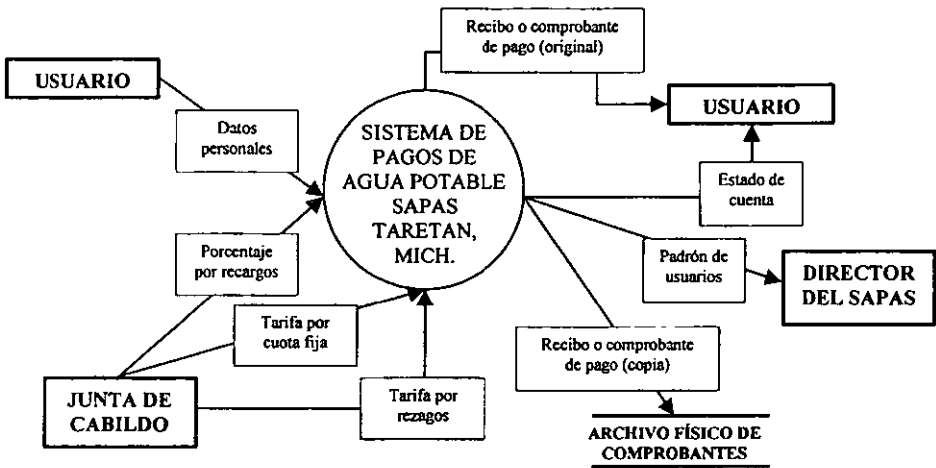 Recibo o comprobante
de pago (original)
USUARIO
USUARIO
Datos
personales
SISTEMA DE
PAGOS DE
AGUA POTABLE
SAPAS
TARETAN,
MICH.
Estado de
cuenta
Porcentaje
por recargos
Padrón de
usuarios
DIRECTOR
DEL SAPAS
Tarifa por
cuota fija
Recibo o comprobante
de pago (copia)
JUNTA DE
CABILDO
Tarifa por
rezagos
ARCHIVO FÍSICO DE
COMPROBANTES